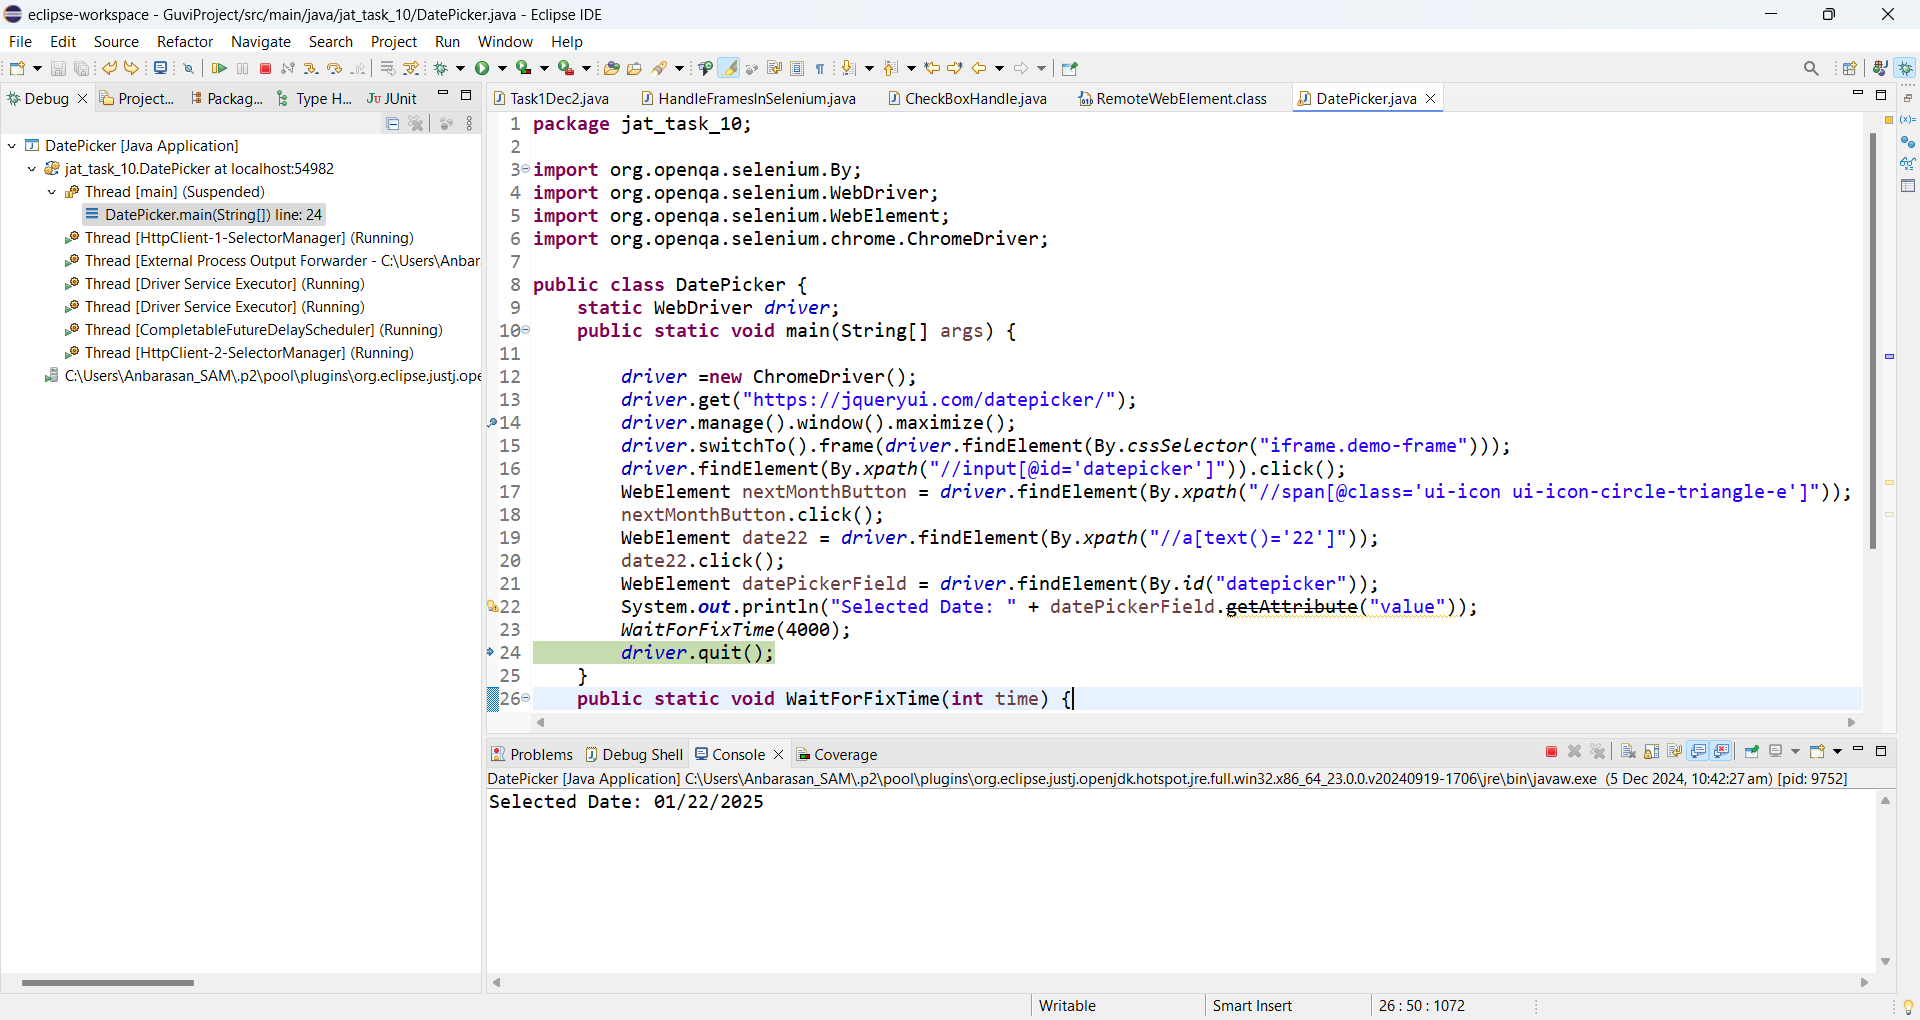 eclipse-workspace - GuviProject/src/main/java/jat_task_10/DatePicker.java - Eclipse IDE
File Edit Source Refactor Navigate Search Project Run Window Help
Debug Project... Packag... Type H... JUnit
Task1Dec2.java HandleFramesInSelenium.java CheckBoxHandle.java RemoteWebElement.class DatePicker.java
DatePicker [Java Application]
jat_task_10.DatePicker at localhost:54982
Thread [main] (Suspended)
DatePicker.main(String[]) line: 24
Thread [HttpClient-1-SelectorManager] (Running)
Thread [External Process Output Forwarder - C:\Users\Anbar
Thread [Driver Service Executor] (Running)
Thread [Driver Service Executor] (Running)
Thread [CompletableFutureDelayScheduler] (Running)
Thread [HttpClient-2-SelectorManager] (Running)
C:\Users\Anbarasan_SAM\.p2\pool\plugins\org.eclipse.justj.ope
1 package jat_task_10;
2
3 import org.openqa.selenium.By;
4 import org.openqa.selenium.WebDriver;
5 import org.openqa.selenium.WebElement;
6 import org.openqa.selenium.chrome.ChromeDriver;
7
8 public class DatePicker {
9 static WebDriver driver;
10 public static void main(String[] args) {
11
12 driver =new ChromeDriver();
13 driver.get("https://jqueryui.com/datepicker/");
14 driver.manage().window().maximize();
15 driver.switchTo().frame(driver.findElement(By.cssSelector("iframe.demo-frame")));
16 driver.findElement(By.xpath("//input[@id='datepicker']")).click();
17 WebElement nextMonthButton = driver.findElement(By.xpath("//span[@class='ui-icon ui-icon-circle-triangle-e']"));
18 nextMonthButton.click();
19 WebElement date22 = driver.findElement(By.xpath("//a[text()='22']"));
20 date22.click();
21 WebElement datePickerField = driver.findElement(By.id("datepicker"));
22 System.out.println("Selected Date: " + datePickerField.getAttribute("value"));
23 WaitForFixTime(4000);
24 driver.quit();
25 }
26 public static void WaitForFixTime(int time) {
Problems Debug Shell Console Coverage
DatePicker [Java Application] C:\Users\Anbarasan_SAM\.p2\pool\plugins\org.eclipse.justj.openjdk.hotspot.jre.full.win32.x86_64_23.0.0.v20240919-1706\jre\bin\javaw.exe (5 Dec 2024, 10:42:27 am) [pid: 9752]
Selected Date: 01/22/2025
Writable Smart Insert 26 : 50 : 1072